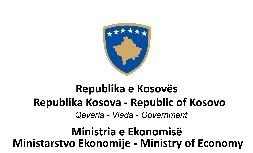 Republika e Kosovës
Republika Kosova - Republic of Kosovo
Qeveria - Vlada - Government
Ministria e Ekonomisë
Ministarstvo Ekonomije - Ministry of Economy